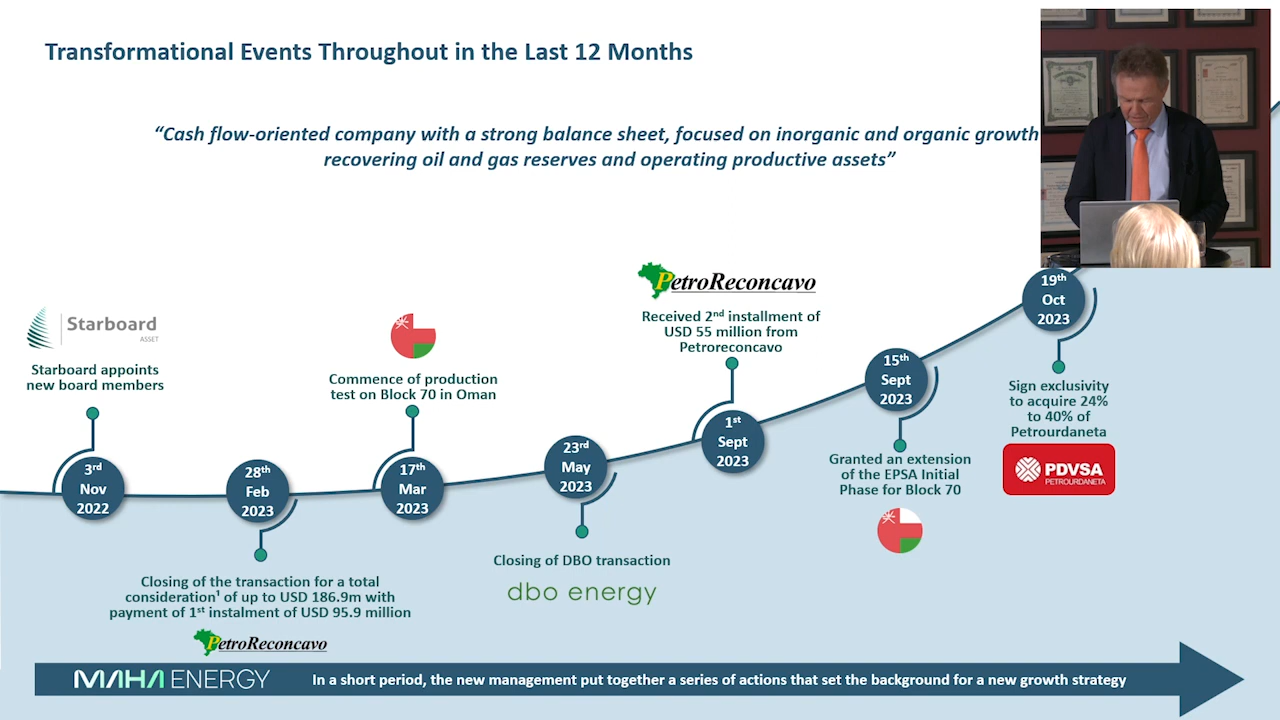 Transformational Events Throughout in the Last 12 Months
“Cash flow-oriented company with a strong balance sheet, focused on inorganic and organic growth
recovering oil and gas reserves and operating productive assets”
Starboard
ASSET
Starboard appoints
new board members
3rd
Nov
2022
28th
Feb
2023
Closing of the transaction for a total
consideration¹ of up to USD 186.9m with
payment of 1st instalment of USD 95.9 million
PetroReconcavo
Commence of production
test on Block 70 in Oman
17th
Mar
2023
23rd
May
2023
Closing of DBO transaction
dbo energy
PetroReconcavo
Received 2nd installment of
USD 55 million from
Petroreconcavo
1st
Sept
2023
15th
Sept
2023
Granted an extension
of the EPSA Initial
Phase for Block 70
19th
Oct
2023
Sign exclusivity
to acquire 24%
to 40% of
Petrourdaneta
PDVSA
PETROURDANETA
MAHA ENERGY
In a short period, the new management put together a series of actions that set the background for a new growth strategy